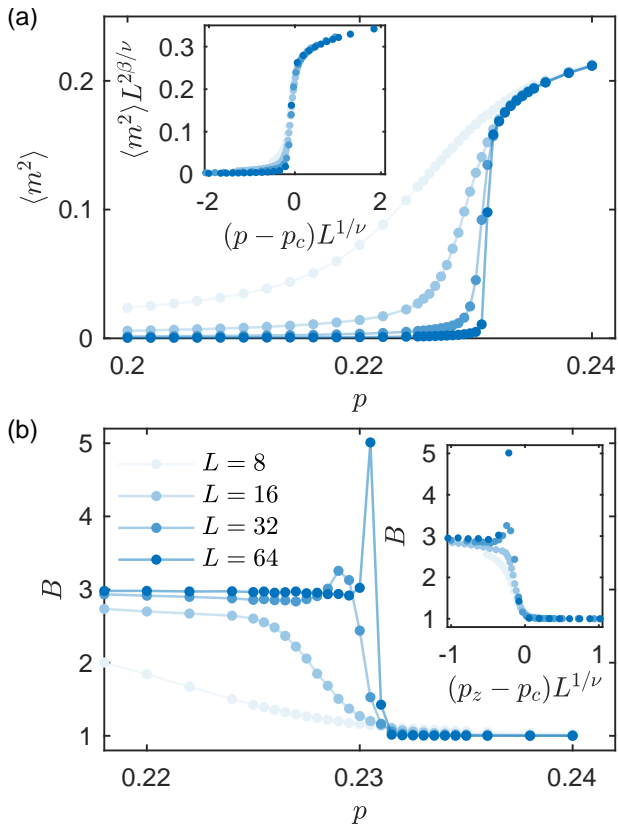 (a)
0.3
0.2
0.1
0
-2
0
2
⟨m²⟩L^{2β/ν}
(p − p_c)L^{1/ν}
0.2
0.1
0
⟨m²⟩
0.2
0.22
0.24
p
(b)
5
4
3
2
1
B
L = 8
L = 16
L = 32
L = 64
5
4
3
2
1
B
-1
0
1
(p_z − p_c)L^{1/ν}
0.22
0.23
0.24
p